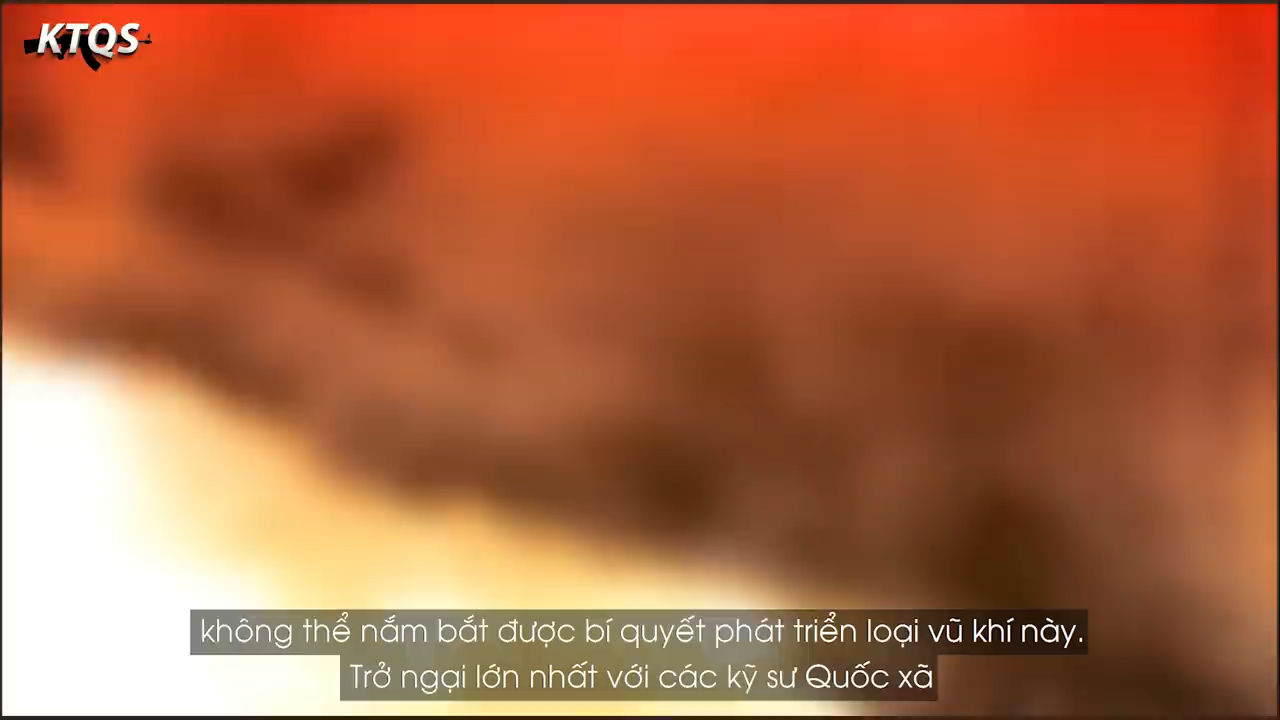 KTQS
không thể nắm bắt được bí quyết phát triển loại vũ khí này.
Trở ngại lớn nhất với các kỹ sư Quốc xã